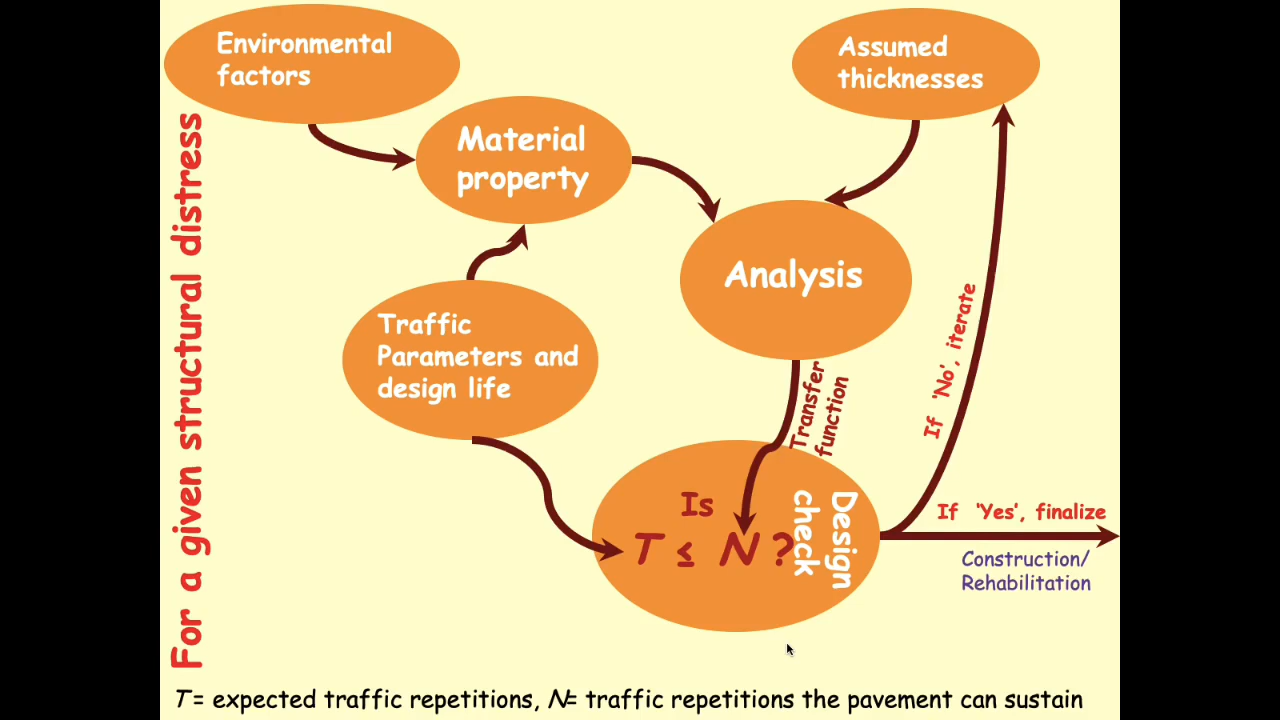 Environmental
factors
Assumed
thicknesses
Material
property
Analysis
Traffic
Parameters and
design life
Transfer
function
If 'No', iterate
Is
T ≤ N ?
Design
check
If 'Yes', finalize
Construction/
Rehabilitation
For a given structural distress
T = expected traffic repetitions, N= traffic repetitions the pavement can sustain